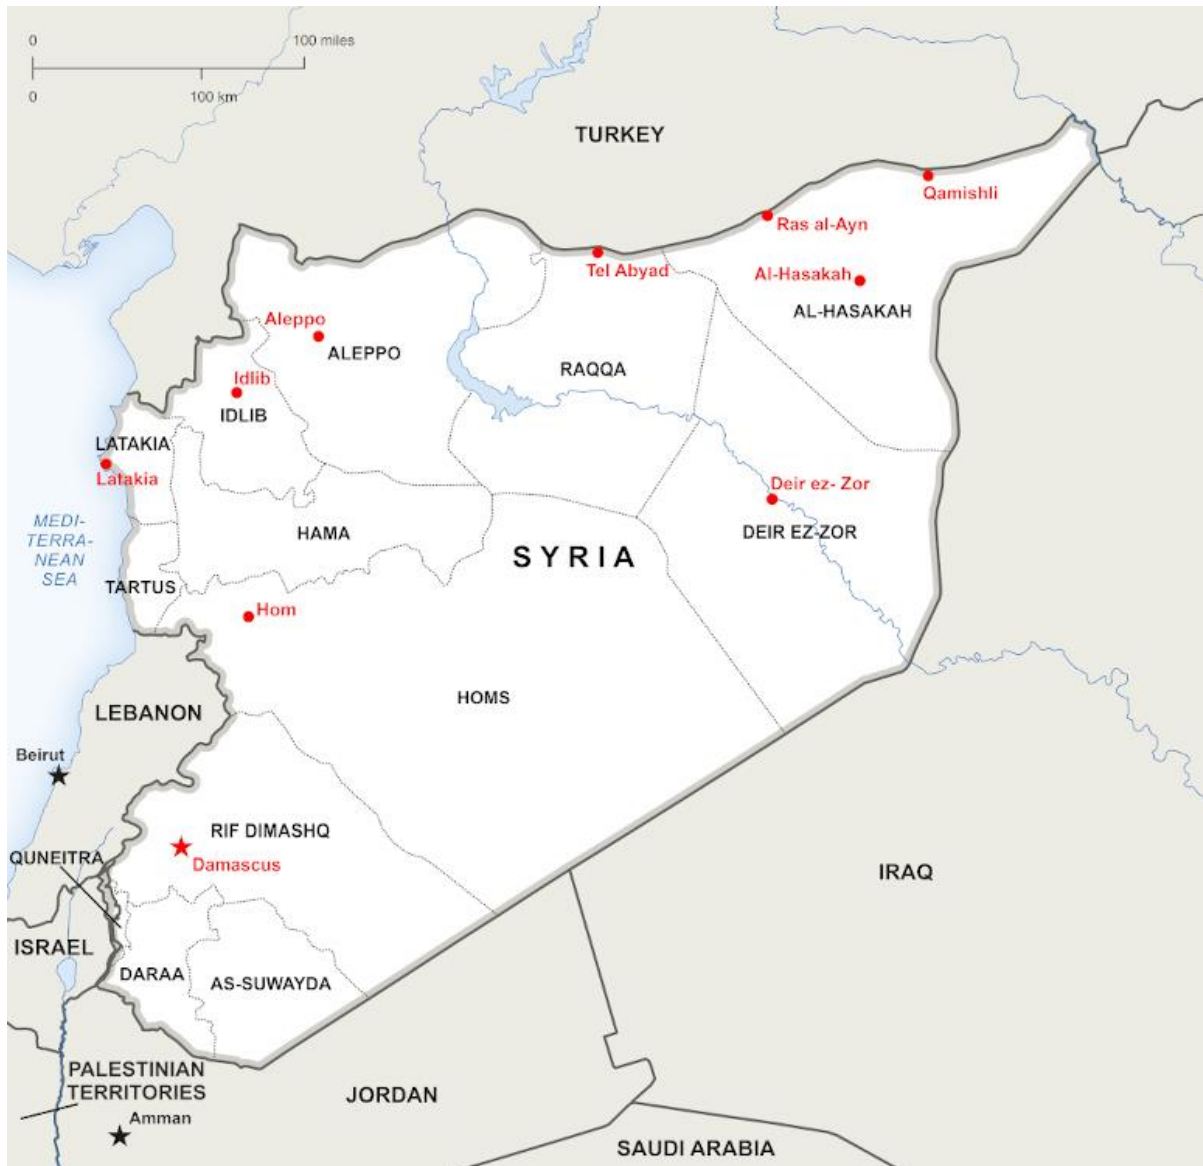 0
100 miles
0
100 km
TURKEY
Qamishli
Ras al-Ayn
Tel Abyad
Al-Hasakah
AL-HASAKAH
Aleppo
ALEPPO
RAQQA
Idlib
IDLIB
LATAKIA
Latakia
Deir ez- Zor
DEIR EZ-ZOR
MEDI-
TERRA-
NEAN
SEA
HAMA
SYRIA
TARTUS
Hom
HOMS
LEBANON
Beirut
RIF DIMASHQ
Damascus
QUNEITRA
IRAQ
ISRAEL
DARAA
AS-SUWAYDA
PALESTINIAN
TERRITORIES
Amman
JORDAN
SAUDI ARABIA